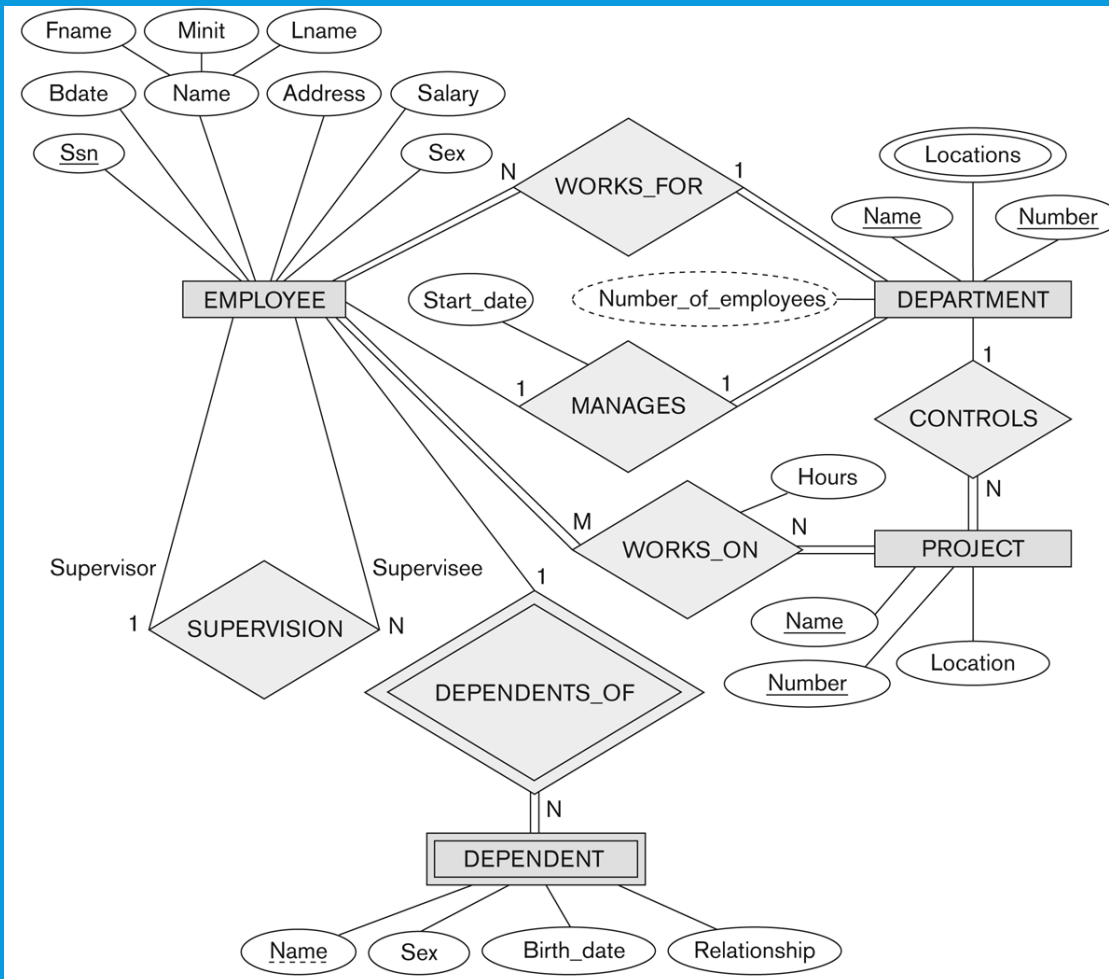 Fname
Minit
Lname
Bdate
Name
Address
Salary
Ssn
Sex
N
WORKS_FOR
1
Locations
Name
Number
EMPLOYEE
Start_date
Number_of_employees
DEPARTMENT
1
MANAGES
1
1
CONTROLS
N
Hours
M
WORKS_ON
N
PROJECT
Supervisor
Supervisee
1
1
SUPERVISION
N
Name
Number
Location
DEPENDENTS_OF
N
DEPENDENT
Name
Sex
Birth_date
Relationship